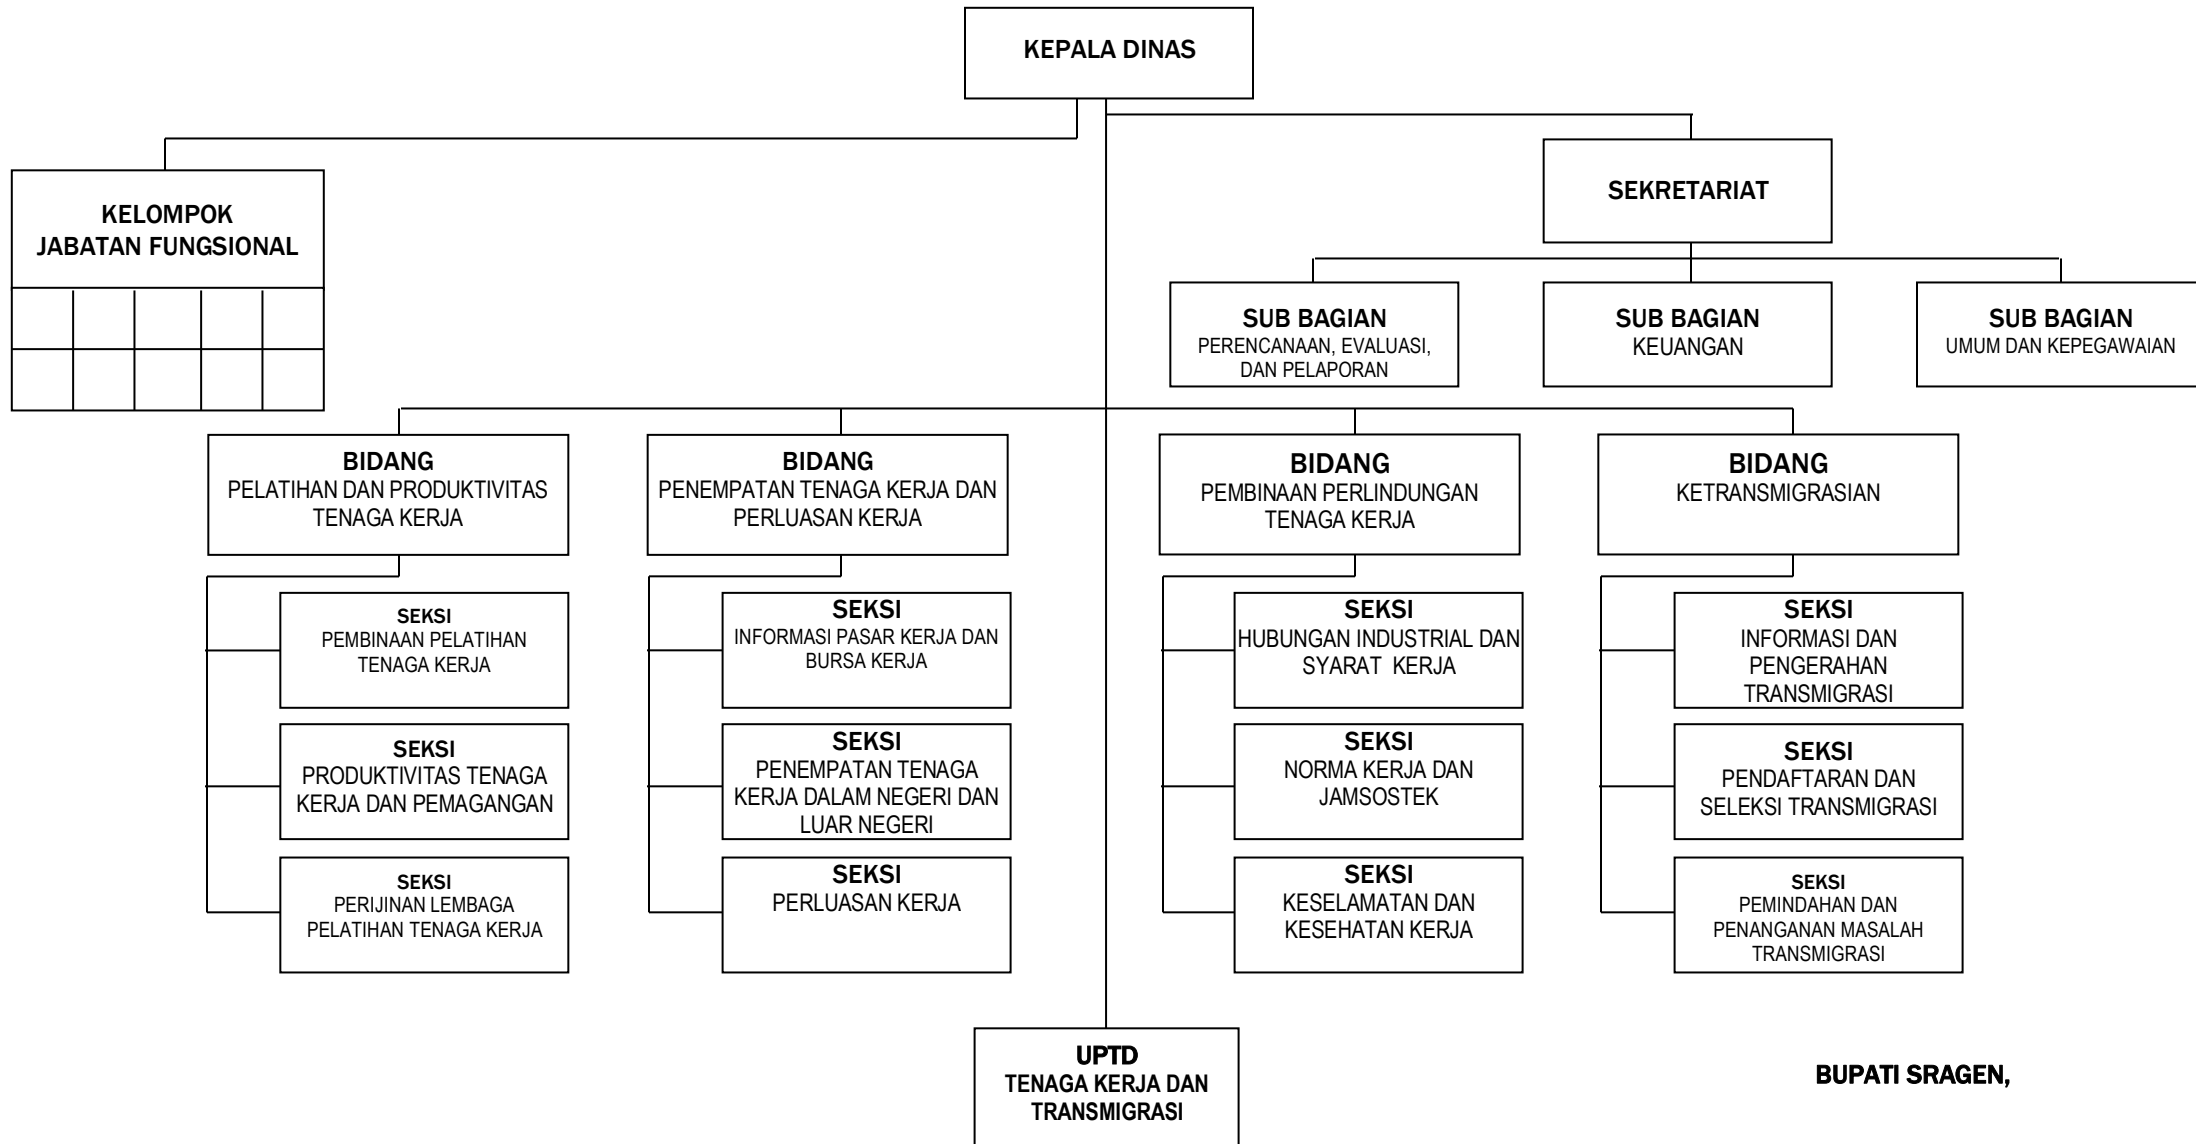 KEPALA DINAS
KELOMPOK
JABATAN FUNGSIONAL
SEKRETARIAT
SUB BAGIAN
PERENCANAAN, EVALUASI,
DAN PELAPORAN
SUB BAGIAN
KEUANGAN
SUB BAGIAN
UMUM DAN KEPEGAWAIAN
BIDANG
PELATIHAN DAN PRODUKTIVITAS
TENAGA KERJA
BIDANG
PENEMPATAN TENAGA KERJA DAN
PERLUASAN KERJA
BIDANG
PEMBINAAN PERLINDUNGAN
TENAGA KERJA
BIDANG
KETRANSMIGRASIAN
SEKSI
PEMBINAAN PELATIHAN
TENAGA KERJA
SEKSI
INFORMASI PASAR KERJA DAN
BURSA KERJA
SEKSI
HUBUNGAN INDUSTRIAL DAN
SYARAT KERJA
SEKSI
INFORMASI DAN
PENGERAHAN
TRANSMIGRASI
SEKSI
PRODUKTIVITAS TENAGA
KERJA DAN PEMAGANGAN
SEKSI
PENEMPATAN TENAGA
KERJA DALAM NEGERI DAN
LUAR NEGERI
SEKSI
NORMA KERJA DAN
JAMSOSTEK
SEKSI
PENDAFTARAN DAN
SELEKSI TRANSMIGRASI
SEKSI
PERIJINAN LEMBAGA
PELATIHAN TENAGA KERJA
SEKSI
PERLUASAN KERJA
SEKSI
KESELAMATAN DAN
KESEHATAN KERJA
SEKSI
PEMINDAHAN DAN
PENANGANAN MASALAH
TRANSMIGRASI
UPTD
TENAGA KERJA DAN
TRANSMIGRASI
BUPATI SRAGEN,